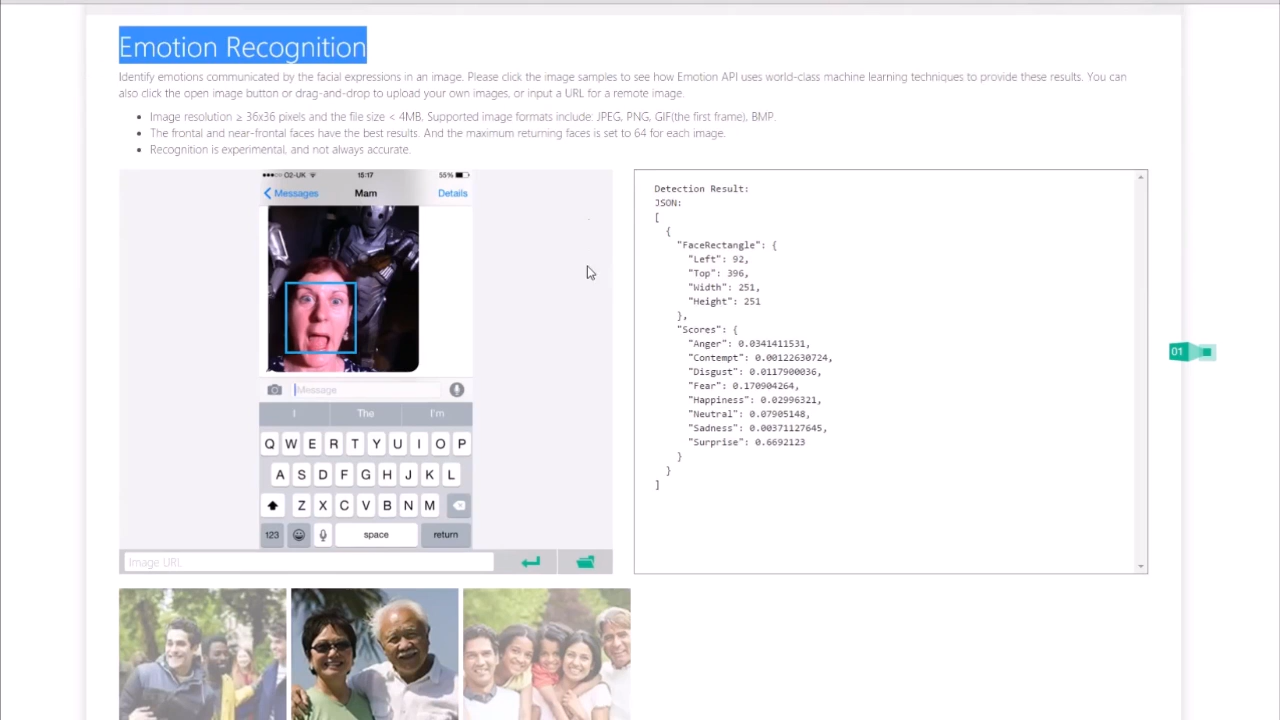 Emotion Recognition
Identify emotions communicated by the facial expressions in an image. Please click the image samples to see how Emotion API uses world-class machine learning techniques to provide these results. You can
also click the open image button or drag-and-drop to upload your own images, or input a URL for a remote image.
Image resolution ≥ 36x36 pixels and the file size < 4MB. Supported image formats include: JPEG, PNG, GIF(the first frame), BMP.
The frontal and near-frontal faces have the best results. And the maximum returning faces is set to 64 for each image.
Recognition is experimental, and not always accurate.
O2-UK 15:17 55%
Messages Mam Details
Message
I The I'm
Q W E R T Y U I O P
A S D F G H J K L
Z X C V B N M
123 space return
Image URL
Detection Result:
JSON:
[
{
"FaceRectangle": {
"Left": 92,
"Top": 396,
"Width": 251,
"Height": 251
},
"Scores": {
"Anger": 0.0341411531,
"Contempt": 0.00122630724,
"Disgust": 0.0117900036,
"Fear": 0.170904264,
"Happiness": 0.02996321,
"Neutral": 0.07905148,
"Sadness": 0.00371127645,
"Surprise": 0.6692123
}
}
]
01